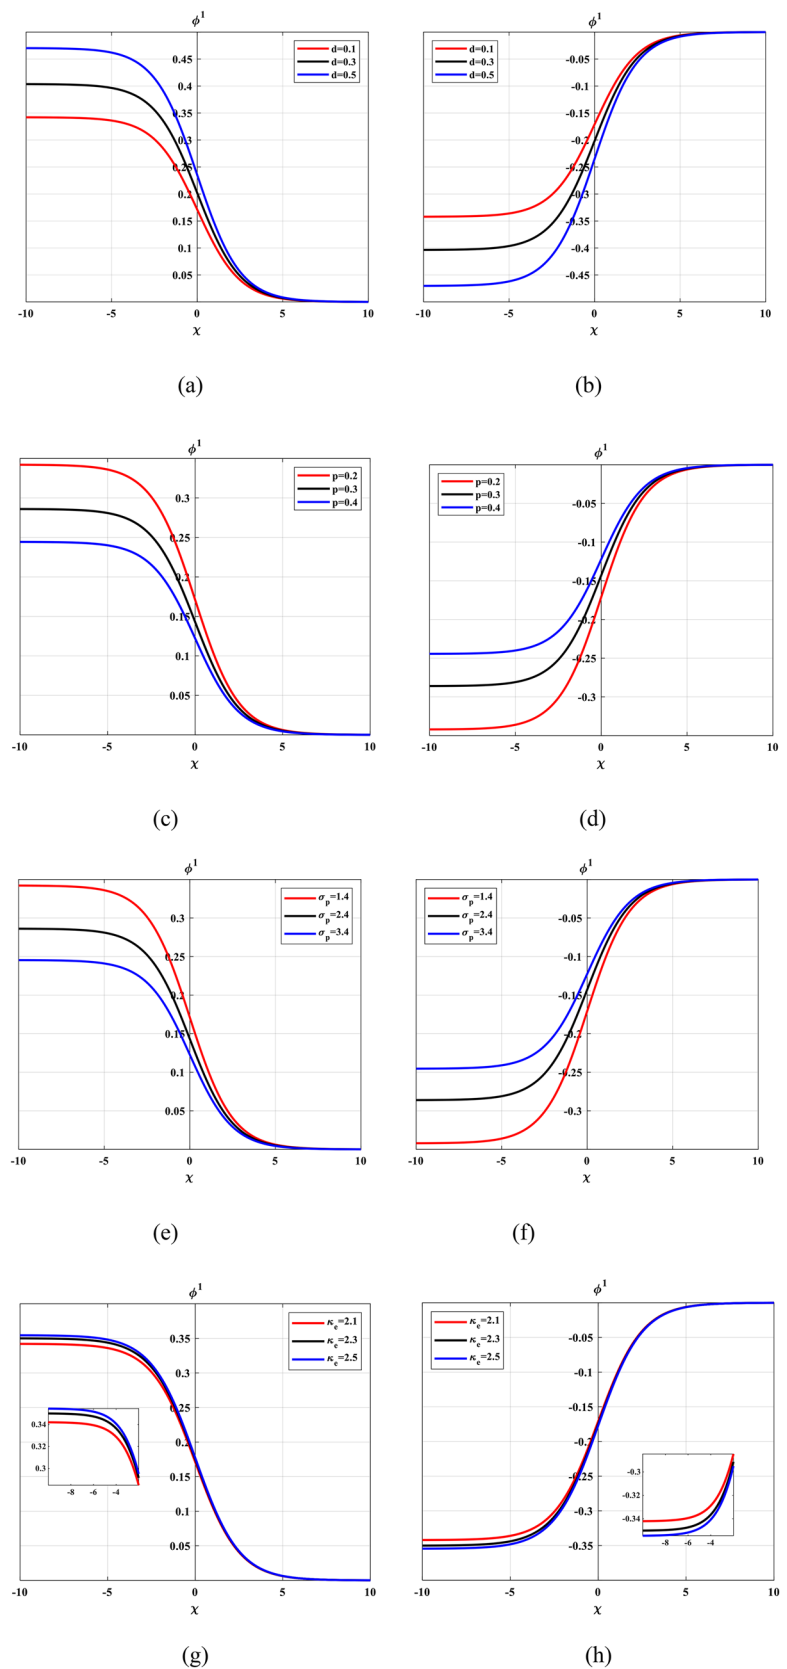 ϕ¹
0.45
0.4
0.35
0.3
0.25
0.2
0.15
0.1
0.05
d=0.1
d=0.3
d=0.5
-10 -5 0 5 10
χ
(a)
ϕ¹
d=0.1
d=0.3
d=0.5
-0.05
-0.1
-0.15
-0.2
-0.25
-0.3
-0.35
-0.4
-0.45
-10 -5 0 5 10
χ
(b)
ϕ¹
0.3
0.25
0.2
0.15
0.1
0.05
p=0.2
p=0.3
p=0.4
-10 -5 0 5 10
χ
(c)
ϕ¹
p=0.2
p=0.3
p=0.4
-0.05
-0.1
-0.15
-0.2
-0.25
-0.3
-10 -5 0 5 10
χ
(d)
ϕ¹
0.3
0.25
0.2
0.15
0.1
0.05
σp=1.4
σp=2.4
σp=3.4
-10 -5 0 5 10
χ
(e)
ϕ¹
σp=1.4
σp=2.4
σp=3.4
-0.05
-0.1
-0.15
-0.2
-0.25
-0.3
-10 -5 0 5 10
χ
(f)
ϕ¹
0.35
0.3
0.25
0.2
0.15
0.1
0.05
κe=2.1
κe=2.3
κe=2.5
0.34
0.32
0.3
-8 -6 -4
-10 -5 0 5 10
χ
(g)
ϕ¹
κe=2.1
κe=2.3
κe=2.5
-0.05
-0.1
-0.15
-0.2
-0.25
-0.3
-0.35
-0.3
-0.32
-0.34
-8 -6 -4
-10 -5 0 5 10
χ
(h)